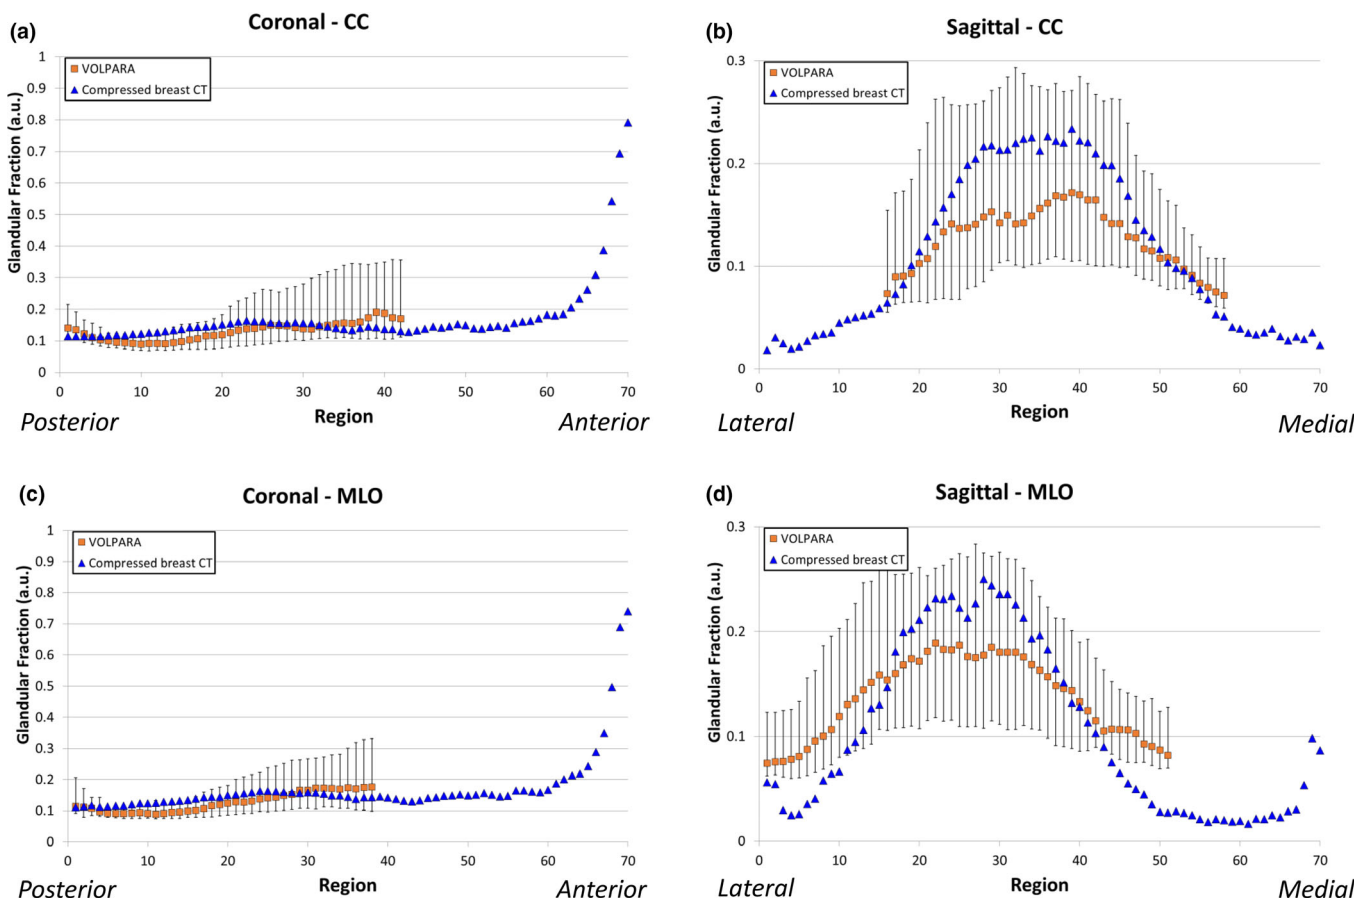 (a)
Coronal - CC
VOLPARA
Compressed breast CT
Glandular Fraction (a.u.)
1
0.9
0.8
0.7
0.6
0.5
0.4
0.3
0.2
0.1
0
0 10 20 30 40 50 60 70
Posterior Region Anterior
(b)
Sagittal - CC
VOLPARA
Compressed breast CT
Glandular Fraction (a.u.)
0.3
0.2
0.1
0
0 10 20 30 40 50 60 70
Lateral Region Medial
(c)
Coronal - MLO
VOLPARA
Compressed breast CT
Glandular Fraction (a.u.)
1
0.9
0.8
0.7
0.6
0.5
0.4
0.3
0.2
0.1
0
0 10 20 30 40 50 60 70
Posterior Region Anterior
(d)
Sagittal - MLO
VOLPARA
Compressed breast CT
Glandular Fraction (a.u.)
0.3
0.2
0.1
0
0 10 20 30 40 50 60 70
Lateral Region Medial